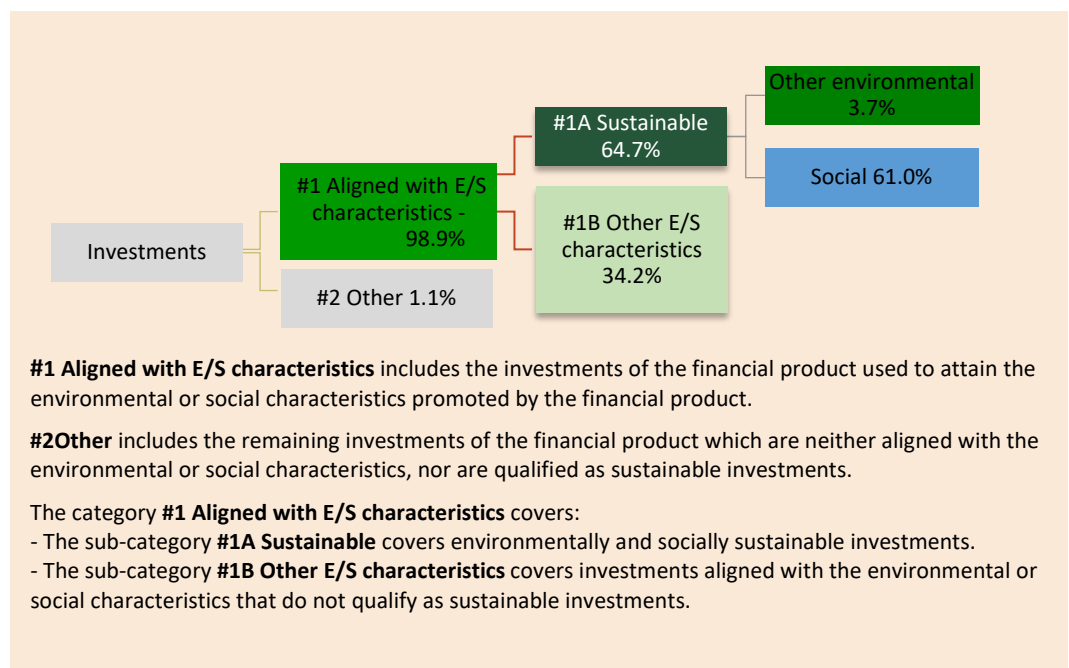 Other environmental
3.7%
#1A Sustainable
64.7%
Social 61.0%
#1 Aligned with E/S
characteristics -
98.9%
#1B Other E/S
characteristics
34.2%
Investments
#2 Other 1.1%
#1 Aligned with E/S characteristics includes the investments of the financial product used to attain the
environmental or social characteristics promoted by the financial product.
#2Other includes the remaining investments of the financial product which are neither aligned with the
environmental or social characteristics, nor are qualified as sustainable investments.
The category #1 Aligned with E/S characteristics covers:
- The sub-category #1A Sustainable covers environmentally and socially sustainable investments.
- The sub-category #1B Other E/S characteristics covers investments aligned with the environmental or
social characteristics that do not qualify as sustainable investments.